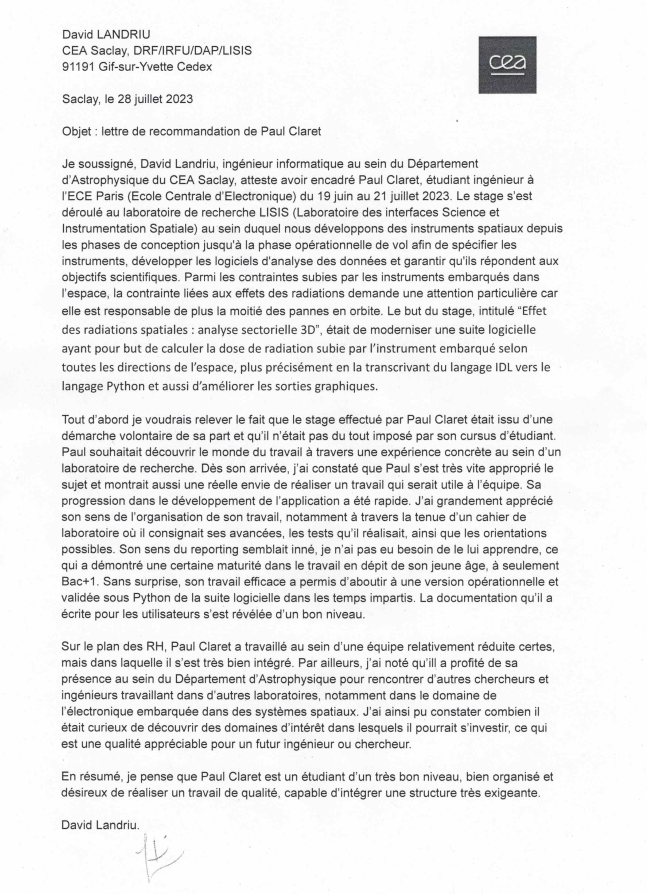 David LANDRIU
CEA Saclay, DRF/IRFU/DAP/LISIS
91191 Gif-sur-Yvette Cedex
cea
Saclay, le 28 juillet 2023
Objet : lettre de recommandation de Paul Claret
Je soussigné, David Landriu, ingénieur informatique au sein du Département
d'Astrophysique du CEA Saclay, atteste avoir encadré Paul Claret, étudiant ingénieur à
l'ECE Paris (Ecole Centrale d'Electronique) du 19 juin au 21 juillet 2023. Le stage s'est
déroulé au laboratoire de recherche LISIS (Laboratoire des interfaces Science et
Instrumentation Spatiale) au sein duquel nous développons des instruments spatiaux depuis
les phases de conception jusqu'à la phase opérationnelle de vol afin de spécifier les
instruments, développer les logiciels d'analyse des données et garantir qu'ils répondent aux
objectifs scientifiques. Parmi les contraintes subies par les instruments embarqués dans
l'espace, la contrainte liées aux effets des radiations demande une attention particulière car
elle est responsable de plus la moitié des pannes en orbite. Le but du stage, intitulé "Effet
des radiations spatiales : analyse sectorielle 3D", était de moderniser une suite logicielle
ayant pour but de calculer la dose de radiation subie par l'instrument embarqué selon
toutes les directions de l'espace, plus précisément en la transcrivant du langage IDL vers le
langage Python et aussi d'améliorer les sorties graphiques.
Tout d'abord je voudrais relever le fait que le stage effectué par Paul Claret était issu d'une
démarche volontaire de sa part et qu'il n'était pas du tout imposé par son cursus d'étudiant.
Paul souhaitait découvrir le monde du travail à travers une expérience concrète au sein d'un
laboratoire de recherche. Dès son arrivée, j'ai constaté que Paul s'est très vite approprié le
sujet et montrait aussi une réelle envie de réaliser un travail qui serait utile à l'équipe. Sa
progression dans le développement de l'application a été rapide. J'ai grandement apprécié
son sens de l'organisation de son travail, notamment à travers la tenue d'un cahier de
laboratoire où il consignait ses avancées, les tests qu'il réalisait, ainsi que les orientations
possibles. Son sens du reporting semblait inné, je n'ai pas eu besoin de le lui apprendre, ce
qui a démontré une certaine maturité dans le travail en dépit de son jeune âge, à seulement
Bac+1. Sans surprise, son travail efficace a permis d'aboutir à une version opérationnelle et
validée sous Python de la suite logicielle dans les temps impartis. La documentation qu'il a
écrite pour les utilisateurs s'est révélée d'un bon niveau.
Sur le plan des RH, Paul Claret a travaillé au sein d'une équipe relativement réduite certes,
mais dans laquelle il s'est très bien intégré. Par ailleurs, j'ai noté qu'ill a profité de sa
présence au sein du Département d'Astrophysique pour rencontrer d'autres chercheurs et
ingénieurs travaillant dans d'autres laboratoires, notamment dans le domaine de
l'électronique embarquée dans des systèmes spatiaux. J'ai ainsi pu constater combien il
était curieux de découvrir des domaines d'intérêt dans lesquels il pourrait s'investir, ce qui
est une qualité appréciable pour un futur ingénieur ou chercheur.
En résumé, je pense que Paul Claret est un étudiant d'un très bon niveau, bien organisé et
désireux de réaliser un travail de qualité, capable d'intégrer une structure très exigeante.
David Landriu.